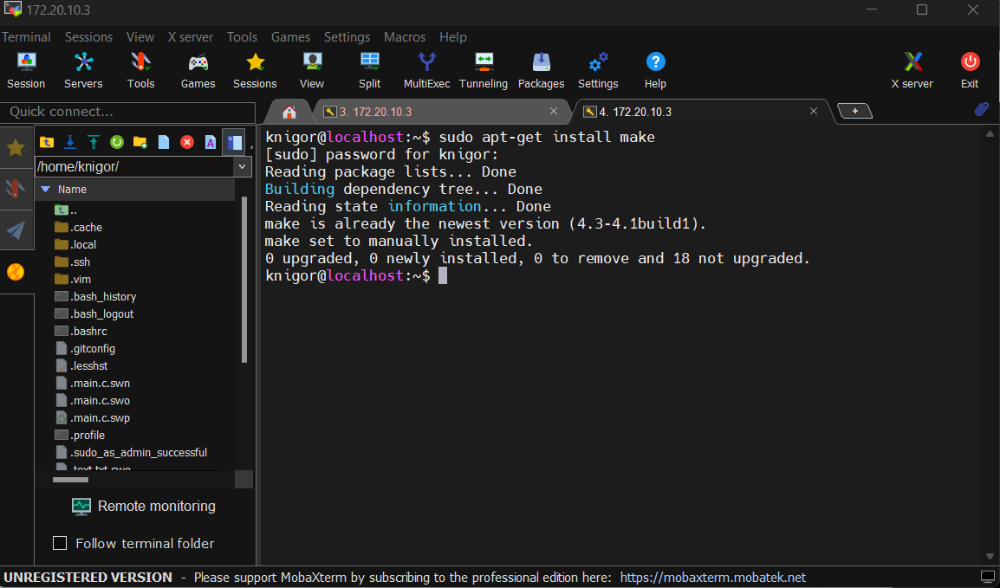 172.20.10.3
Terminal Sessions View X server Tools Games Settings Macros Help
Session Servers Tools Games Sessions View Split MultiExec Tunneling Packages Settings Help X server Exit
Quick connect...
3. 172.20.10.3
4. 172.20.10.3
/home/knigor/
Name
..
.cache
.local
.ssh
.vim
.bash_history
.bash_logout
.bashrc
.gitconfig
.lesshst
.main.c.swn
.main.c.swo
.main.c.swp
.profile
.sudo_as_admin_successful
.text.txt.swo
Remote monitoring
Follow terminal folder
knigor@localhost:~$ sudo apt-get install make
[sudo] password for knigor:
Reading package lists... Done
Building dependency tree... Done
Reading state information... Done
make is already the newest version (4.3-4.1build1).
make set to manually installed.
0 upgraded, 0 newly installed, 0 to remove and 18 not upgraded.
knigor@localhost:~$
UNREGISTERED VERSION - Please support MobaXterm by subscribing to the professional edition here: https://mobaxterm.mobatek.net